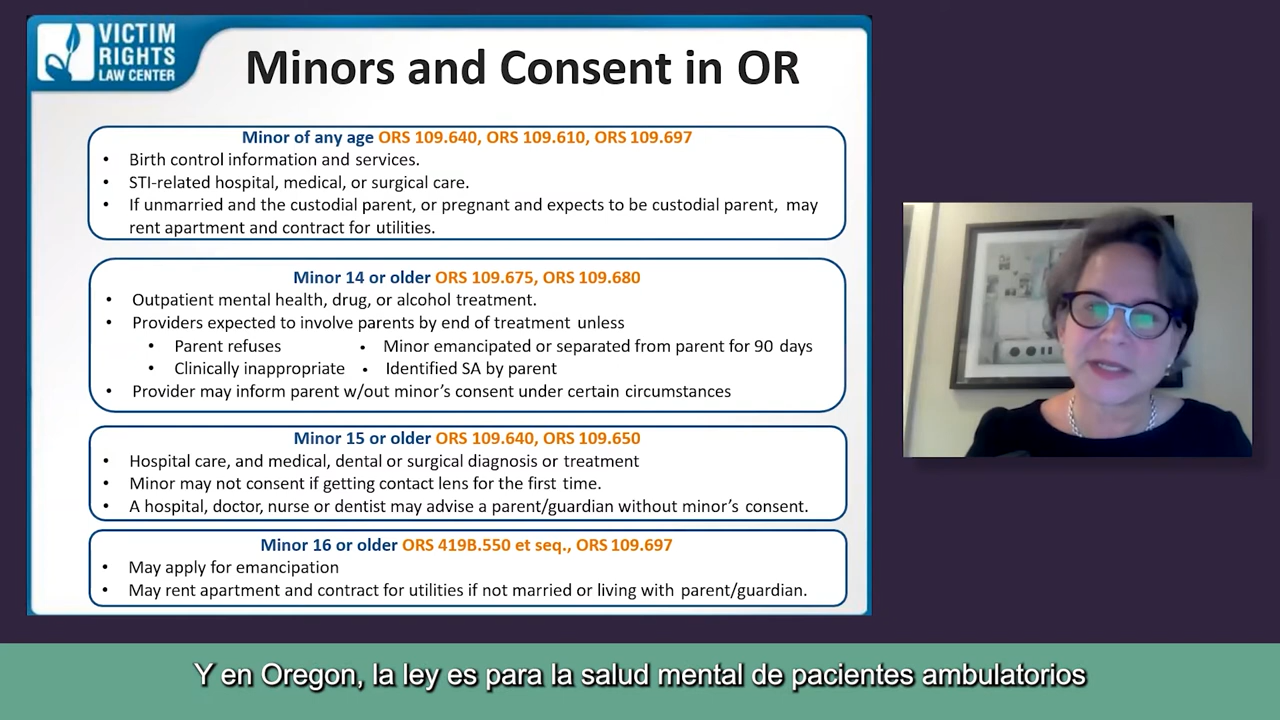 VICTIM
RIGHTS
LAW CENTER
Minors and Consent in OR
Minor of any age ORS 109.640, ORS 109.610, ORS 109.697
• Birth control information and services.
• STI-related hospital, medical, or surgical care.
• If unmarried and the custodial parent, or pregnant and expects to be custodial parent, may
rent apartment and contract for utilities.
Minor 14 or older ORS 109.675, ORS 109.680
• Outpatient mental health, drug, or alcohol treatment.
• Providers expected to involve parents by end of treatment unless
• Parent refuses • Minor emancipated or separated from parent for 90 days
• Clinically inappropriate • Identified SA by parent
• Provider may inform parent w/out minor's consent under certain circumstances
Minor 15 or older ORS 109.640, ORS 109.650
• Hospital care, and medical, dental or surgical diagnosis or treatment
• Minor may not consent if getting contact lens for the first time.
• A hospital, doctor, nurse or dentist may advise a parent/guardian without minor's consent.
Minor 16 or older ORS 419B.550 et seq., ORS 109.697
• May apply for emancipation
• May rent apartment and contract for utilities if not married or living with parent/guardian.
Y en Oregon, la ley es para la salud mental de pacientes ambulatorios